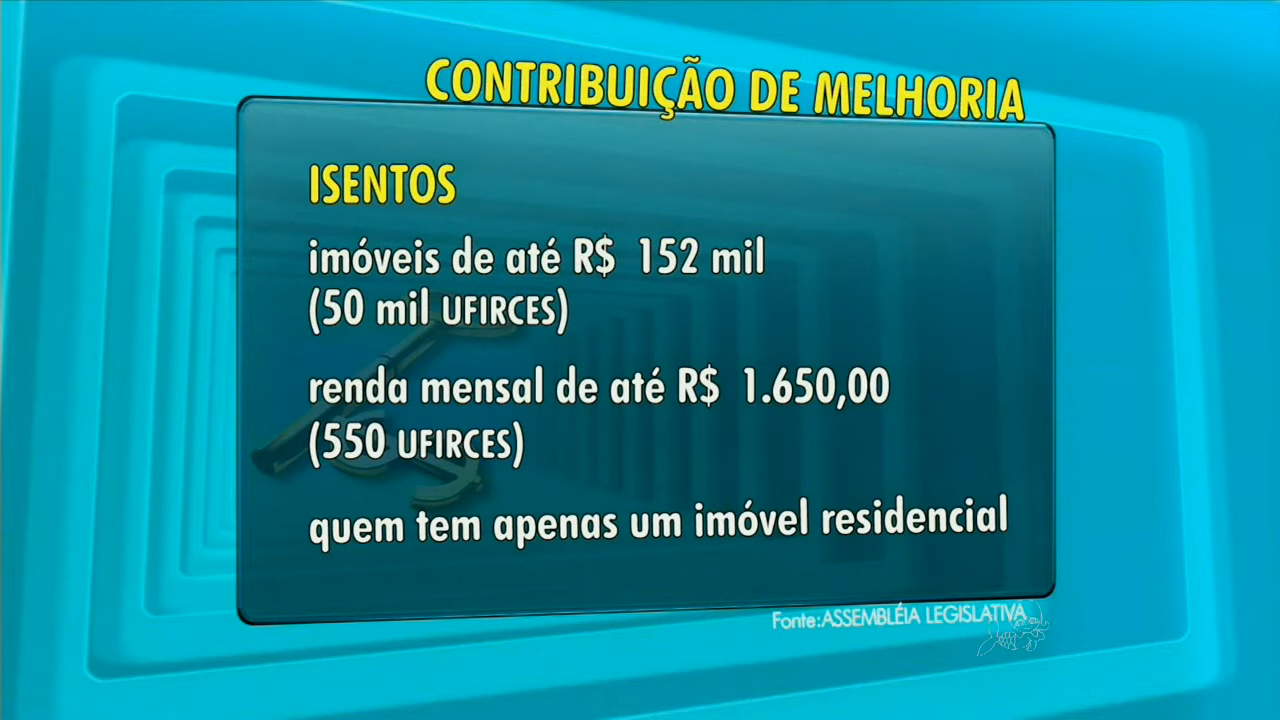 CONTRIBUIÇÃO DE MELHORIA
ISENTOS
imóveis de até R$ 152 mil
(50 mil UFIRCES)
renda mensal de até R$ 1.650,00
(550 UFIRCES)
quem tem apenas um imóvel residencial
Fonte:ASSEMBLÉIA LEGISLATIVA